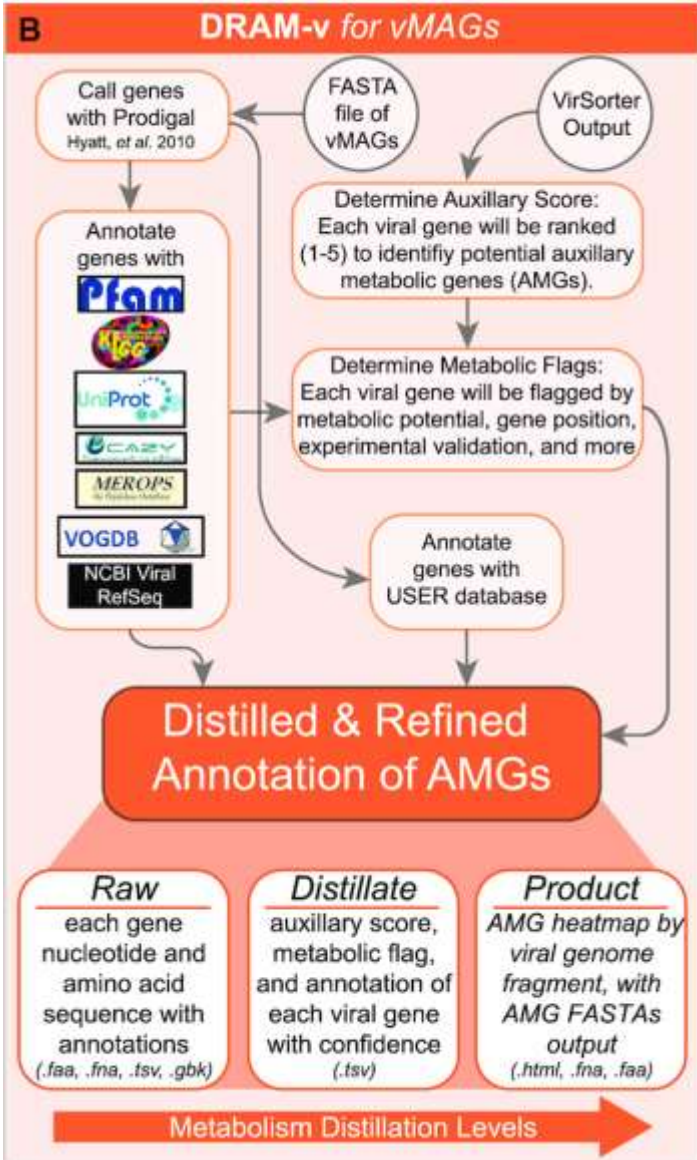 B
DRAM-v for vMAGs
Call genes
with Prodigal
Hyatt, et al. 2010
FASTA
file of
vMAGs
VirSorter
Output
Determine Auxillary Score:
Each viral gene will be ranked
(1-5) to identifiy potential auxillary
metabolic genes (AMGs).
Annotate
genes with
Pfam
KEGG
UniProt
CAZY
MEROPS
VOGDB
NCBI Viral
RefSeq
Determine Metabolic Flags:
Each viral gene will be flagged by
metabolic potential, gene position,
experimental validation, and more
Annotate
genes with
USER database
Distilled & Refined
Annotation of AMGs
Raw
each gene
nucleotide and
amino acid
sequence with
annotations
(.faa, .fna, .tsv, .gbk)
Distillate
auxillary score,
metabolic flag,
and annotation of
each viral gene
with confidence
(.tsv)
Product
AMG heatmap by
viral genome
fragment, with
AMG FASTAs
output
(.html, .fna, .faa)
Metabolism Distillation Levels